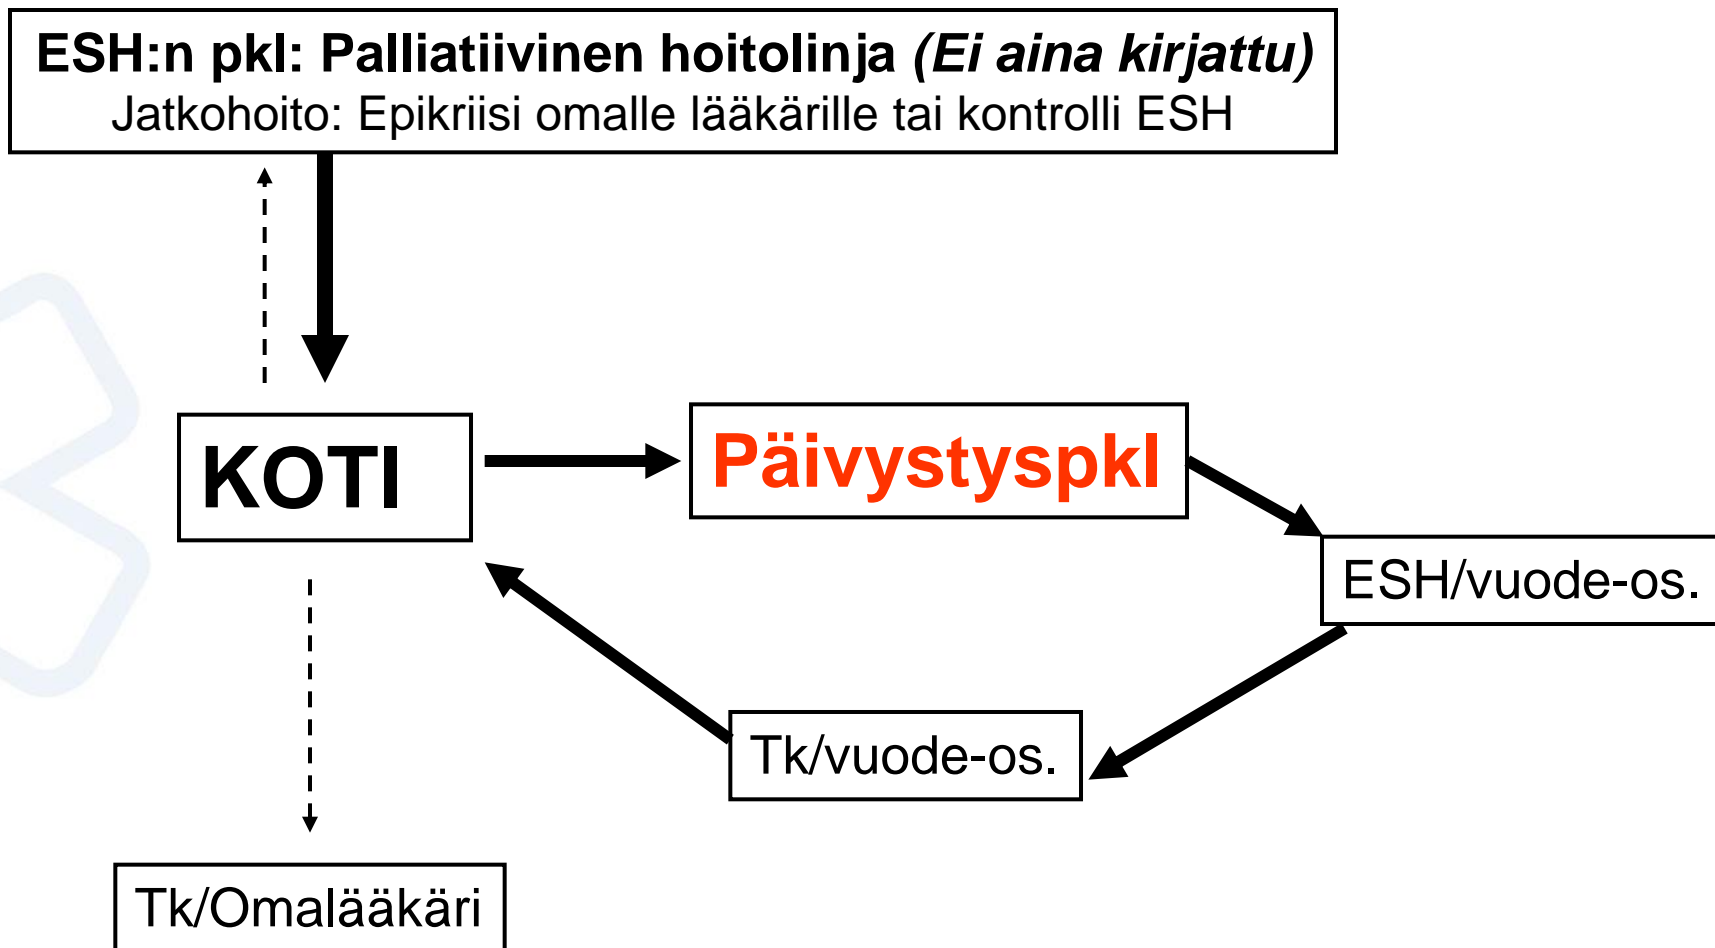 ESH:n pkl: Palliatiivinen hoitolinja (Ei aina kirjattu)
Jatkohoito: Epikriisi omalle lääkärille tai kontrolli ESH
KOTI
Päivystyspkl
ESH/vuode-os.
Tk/vuode-os.
Tk/Omalääkäri